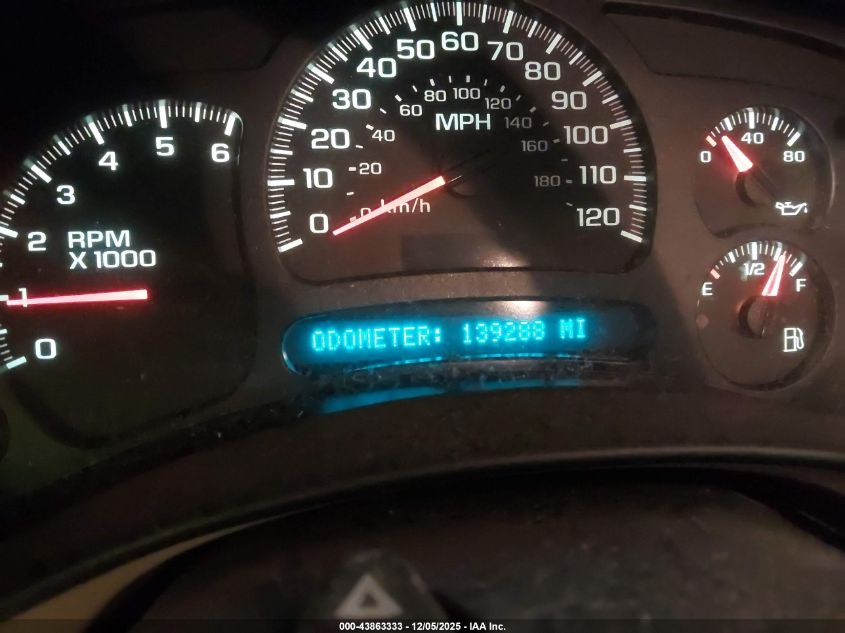 0 1 2 3 4 5 6
RPM
X 1000
0 10 20 30 40 50 60 70 80 90 100 110 120
MPH
0 20 40 60 80 100 120 140 160 180
km/h
0 40 80
E 1/2 F
ODOMETER: 139288 MI
000-43863333 - 12/05/2025 - IAA Inc.